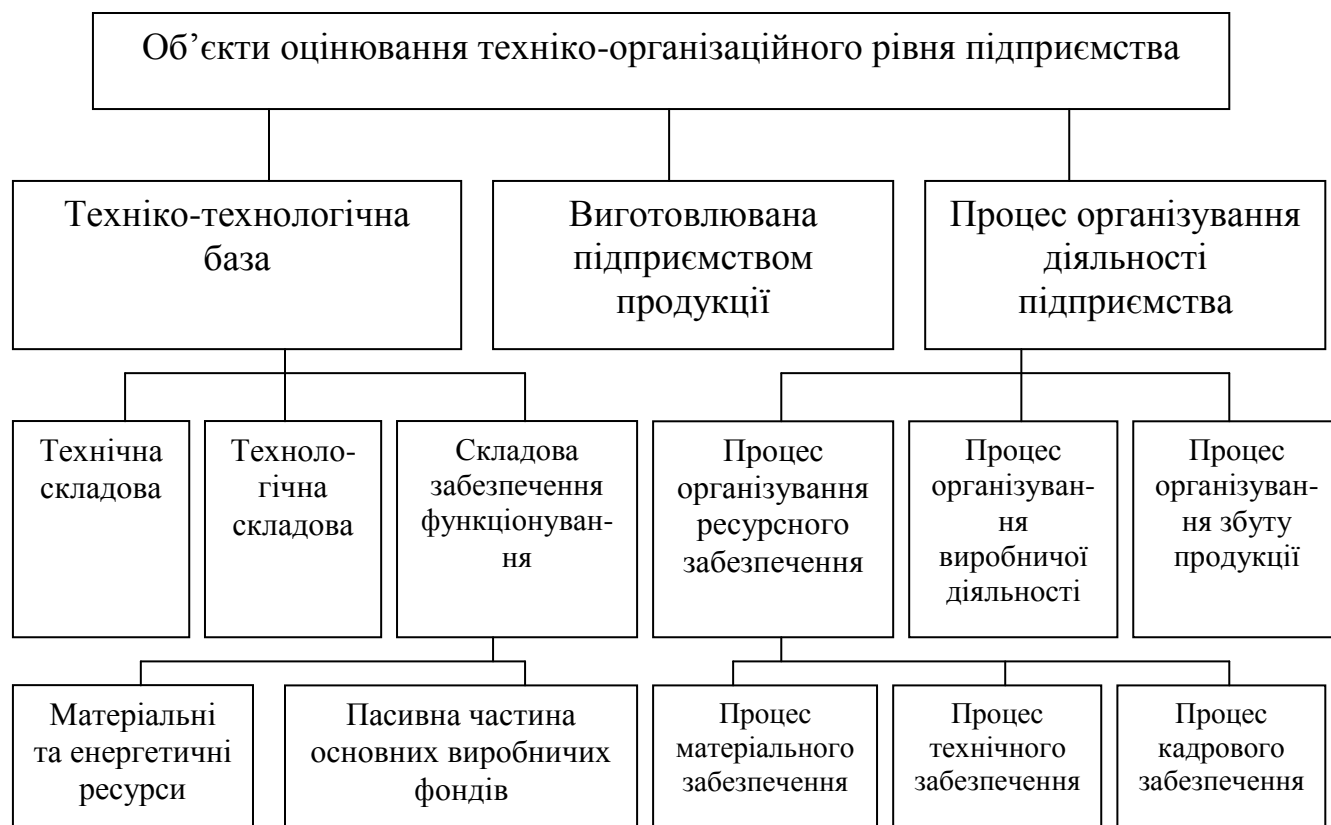 Об’єкти оцінювання техніко-організаційного рівня підприємства
Техніко-технологічна
база
Виготовлювана
підприємством
продукції
Процес організування
діяльності
підприємства
Технічна
складова
Техноло-
гічна
складова
Складова
забезпечення
функціонуван-
ня
Процес
організування
ресурсного
забезпечення
Процес
організуван-
ня
виробничої
діяльності
Процес
організуван-
ня збуту
продукції
Матеріальні
та енергетичні
ресурси
Пасивна частина
основних виробничих
фондів
Процес
матеріального
забезпечення
Процес
технічного
забезпечення
Процес
кадрового
забезпечення